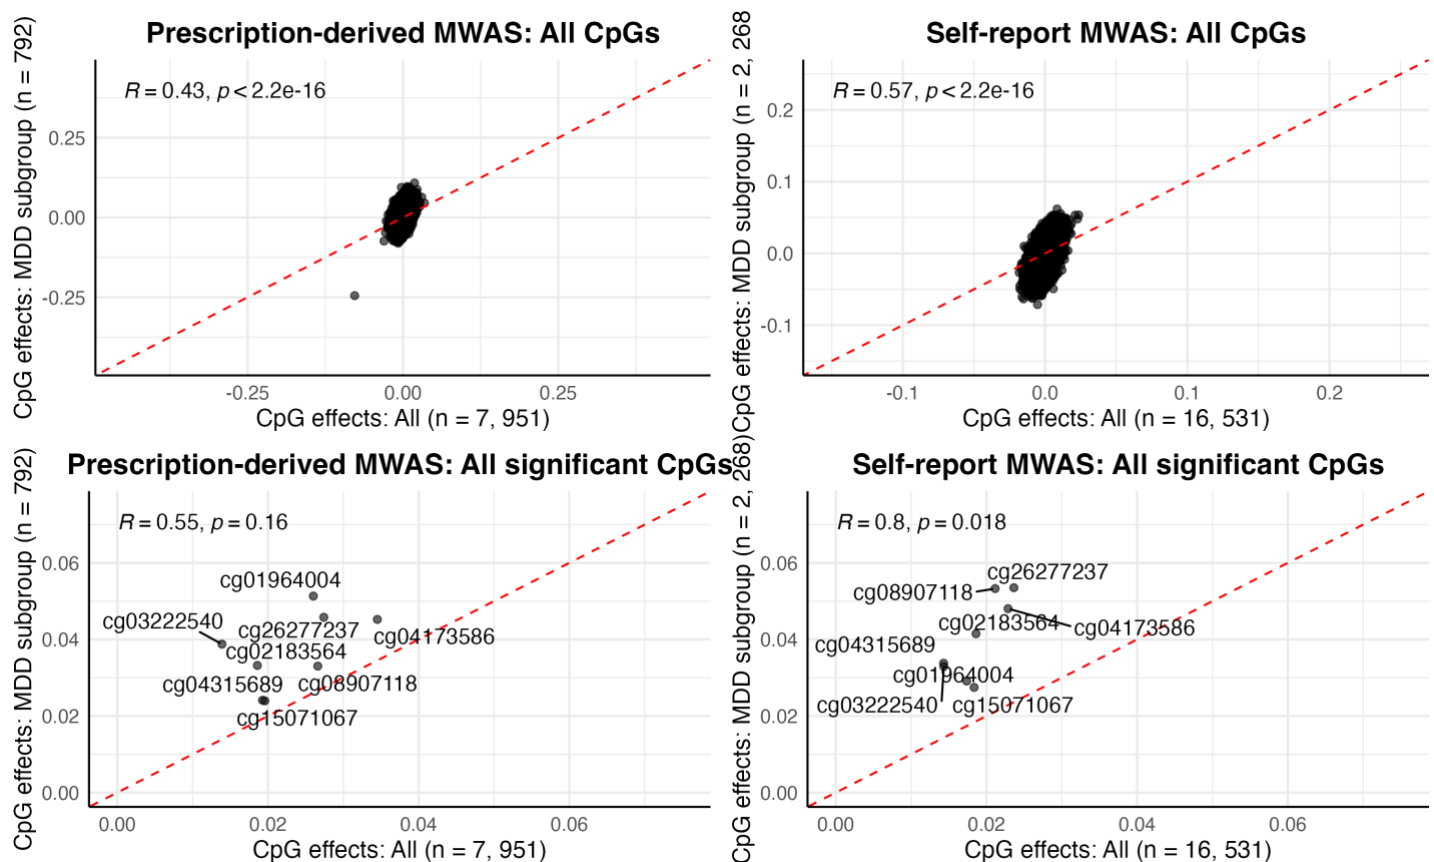 Prescription-derived MWAS: All CpGs
CpG effects: MDD subgroup (n = 792)
R = 0.43, p < 2.2e-16
0.25
0.00
-0.25
-0.25
0.00
0.25
CpG effects: All (n = 7, 951)
Self-report MWAS: All CpGs
CpG effects: MDD subgroup (n = 2, 268
R = 0.57, p < 2.2e-16
0.2
0.1
0.0
-0.1
-0.1
0.0
0.1
0.2
CpG effects: All (n = 16, 531)
Prescription-derived MWAS: All significant CpGs
CpG effects: MDD subgroup (n = 792)
R = 0.55, p = 0.16
0.06
0.04
0.02
0.00
cg01964004
cg03222540
cg26277237
cg04173586
cg02183564
cg04315689
cg08907118
cg15071067
0.00
0.02
0.04
0.06
CpG effects: All (n = 7, 951)
Self-report MWAS: All significant CpGs
CpG effects: MDD subgroup (n = 2, 268)
R = 0.8, p = 0.018
0.06
0.04
0.02
0.00
cg26277237
cg08907118
cg02183564
cg04173586
cg04315689
cg01964004
cg03222540
cg15071067
0.00
0.02
0.04
0.06
CpG effects: All (n = 16, 531)